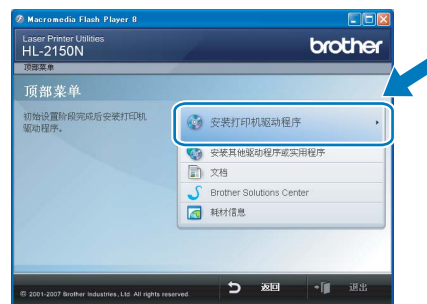 Macromedia Flash Player 8
Laser Printer Utilities
HL-2150N
brother
顶部菜单
顶部菜单
初始设置阶段完成后安装打印机
驱动程序。
安装打印机驱动程序
安装其他驱动程序或实用程序
文档
Brother Solutions Center
耗材信息
© 2001-2007 Brother Industries, Ltd. All rights reserved.
返回
退出